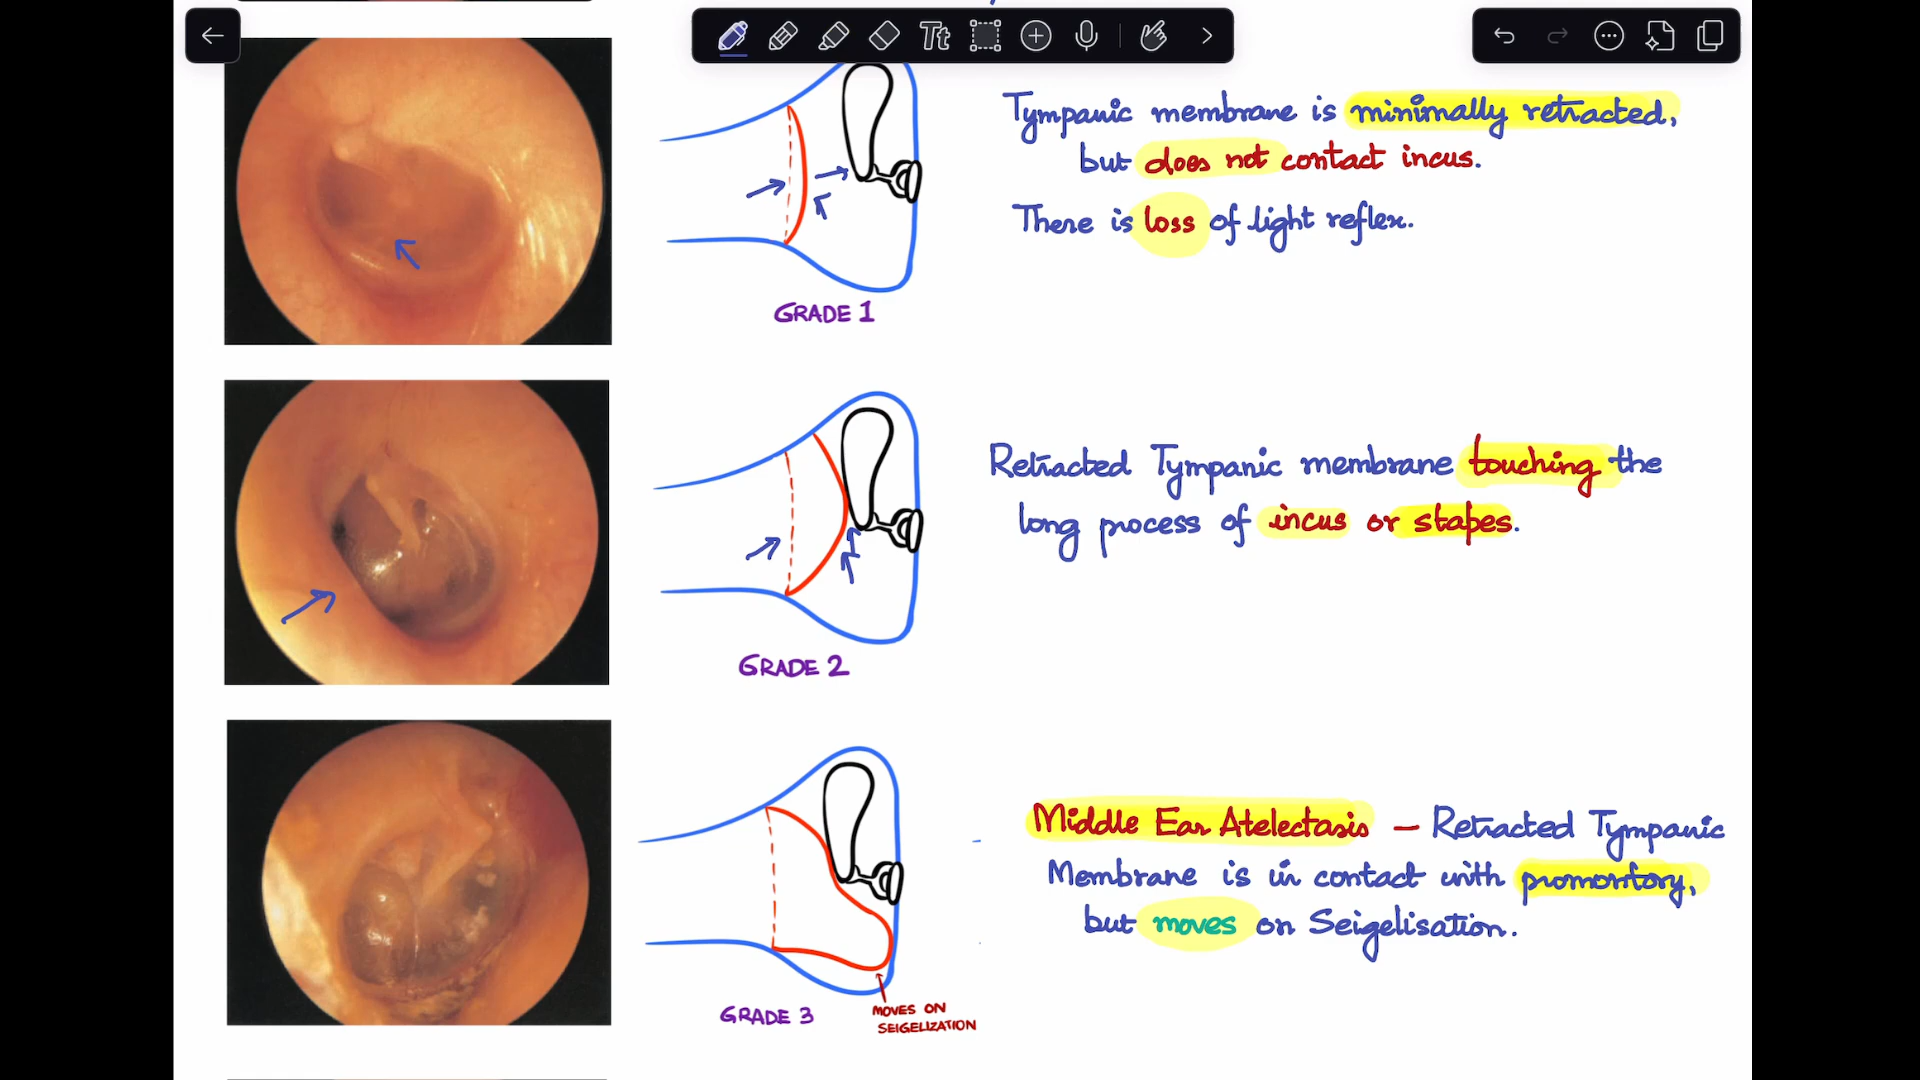 Tt
Tympanic membrane is minimally retracted,
but does not contact incus.
There is loss of light reflex.
GRADE 1
Retracted Tympanic membrane touching the
long process of incus or stapes.
GRADE 2
Middle Ear Atelectasis – Retracted Tympanic
Membrane is in contact with promontory,
but moves on Seigelisation.
GRADE 3
MOVES ON
SEIGELIZATION